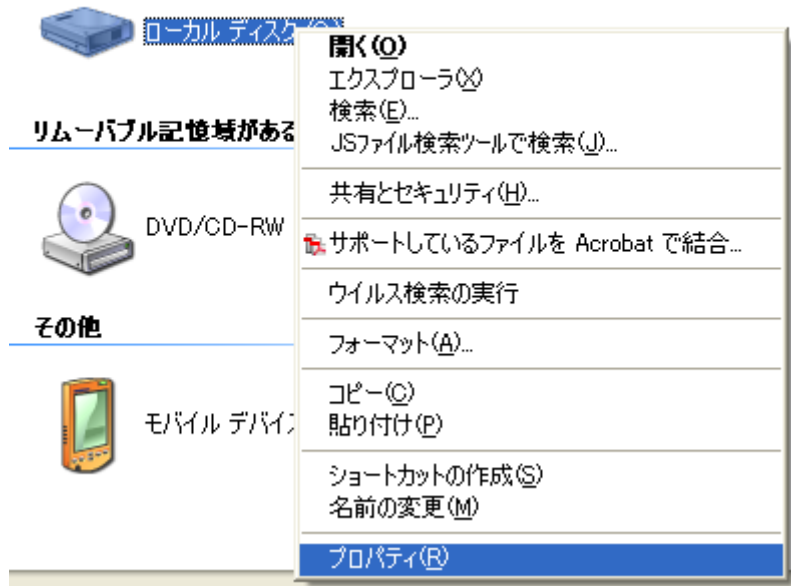 ローカル ディスク
開く(O)
エクスプローラ(X)
検索(E)...
JSファイル検索ツールで検索(J)...
リムーバブル記憶域がある
共有とセキュリティ(H)...
DVD/CD-RW
サポートしているファイルを Acrobat で結合...
ウイルス検索の実行
その他
フォーマット(A)...
コピー(C)
モバイル デバイス
貼り付け(P)
ショートカットの作成(S)
名前の変更(M)
プロパティ(R)